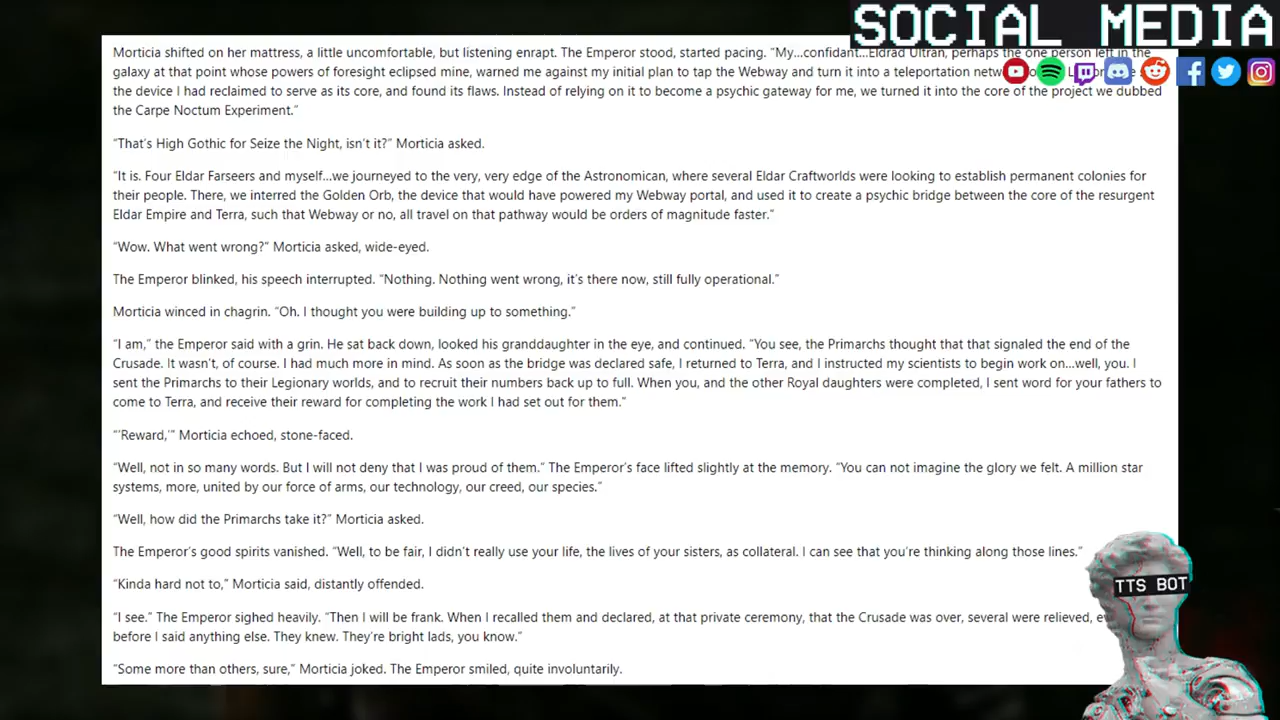 SOCIAL MEDIA
Morticia shifted on her mattress, a little uncomfortable, but listening enrapt. The Emperor stood, started pacing. “My…confidant…Eldrad Ultran, perhaps the one person left in the
galaxy at that point whose powers of foresight eclipsed mine, warned me against my initial plan to tap the Webway and turn it into a teleportation
the device I had reclaimed to serve as its core, and found its flaws. Instead of relying on it to become a psychic gateway for me, we turned it into the core of the project we dubbed
the Carpe Noctum Experiment.”
“That’s High Gothic for Seize the Night, isn’t it?” Morticia asked.
“It is. Four Eldar Farseers and myself…we journeyed to the very, very edge of the Astronomican, where several Eldar Craftworlds were looking to establish permanent colonies for
their people. There, we interred the Golden Orb, the device that would have powered my Webway portal, and used it to create a psychic bridge between the core of the resurgent
Eldar Empire and Terra, such that Webway or no, all travel on that pathway would be orders of magnitude faster.”
“Wow. What went wrong?” Morticia asked, wide-eyed.
The Emperor blinked, his speech interrupted. “Nothing. Nothing went wrong, it’s there now, still fully operational.”
Morticia winced in chagrin. “Oh. I thought you were building up to something.”
“I am,” the Emperor said with a grin. He sat back down, looked his granddaughter in the eye, and continued. “You see, the Primarchs thought that that signaled the end of the
Crusade. It wasn’t, of course. I had much more in mind. As soon as the bridge was declared safe, I returned to Terra, and I instructed my scientists to begin work on…well, you. I
sent the Primarchs to their Legionary worlds, and to recruit their numbers back up to full. When you, and the other Royal daughters were completed, I sent word for your fathers to
come to Terra, and receive their reward for completing the work I had set out for them.”
“‘Reward,’” Morticia echoed, stone-faced.
“Well, not in so many words. But I will not deny that I was proud of them.” The Emperor’s face lifted slightly at the memory. “You can not imagine the glory we felt. A million star
systems, more, united by our force of arms, our technology, our creed, our species.”
“Well, how did the Primarchs take it?” Morticia asked.
The Emperor’s good spirits vanished. “Well, to be fair, I didn’t really use your life, the lives of your sisters, as collateral. I can see that you’re thinking along those lines.”
“Kinda hard not to,” Morticia said, distantly offended.
“I see.” The Emperor sighed heavily. “Then I will be frank. When I recalled them and declared, at that private ceremony, that the Crusade was over, several were relieved,
before I said anything else. They knew. They’re bright lads, you know.”
“Some more than others, sure,” Morticia joked. The Emperor smiled, quite involuntarily.
TTS BOT